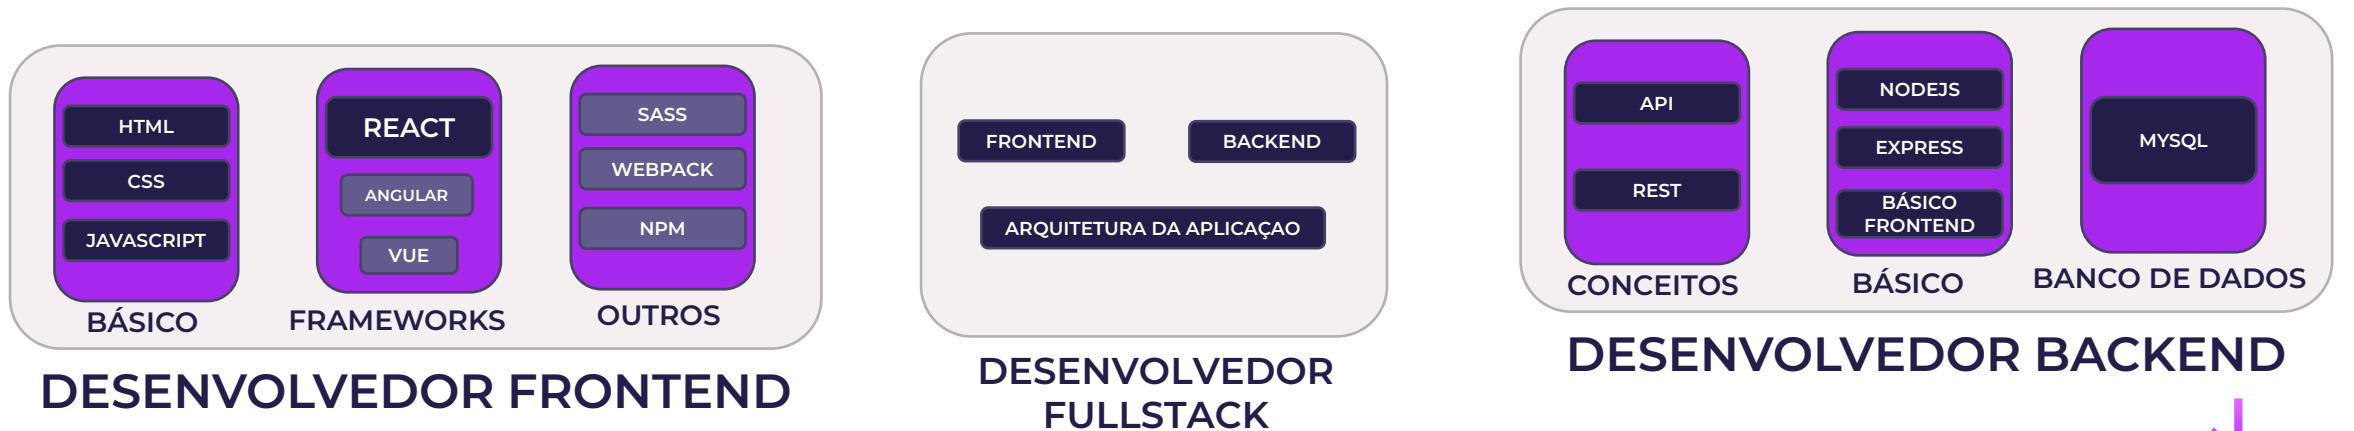 HTML
CSS
JAVASCRIPT
BÁSICO
REACT
ANGULAR
VUE
FRAMEWORKS
SASS
WEBPACK
NPM
OUTROS
DESENVOLVEDOR FRONTEND
FRONTEND
BACKEND
ARQUITETURA DA APLICAÇAO
DESENVOLVEDOR
FULLSTACK
API
REST
CONCEITOS
NODEJS
EXPRESS
BÁSICO
FRONTEND
BÁSICO
MYSQL
BANCO DE DADOS
DESENVOLVEDOR BACKEND